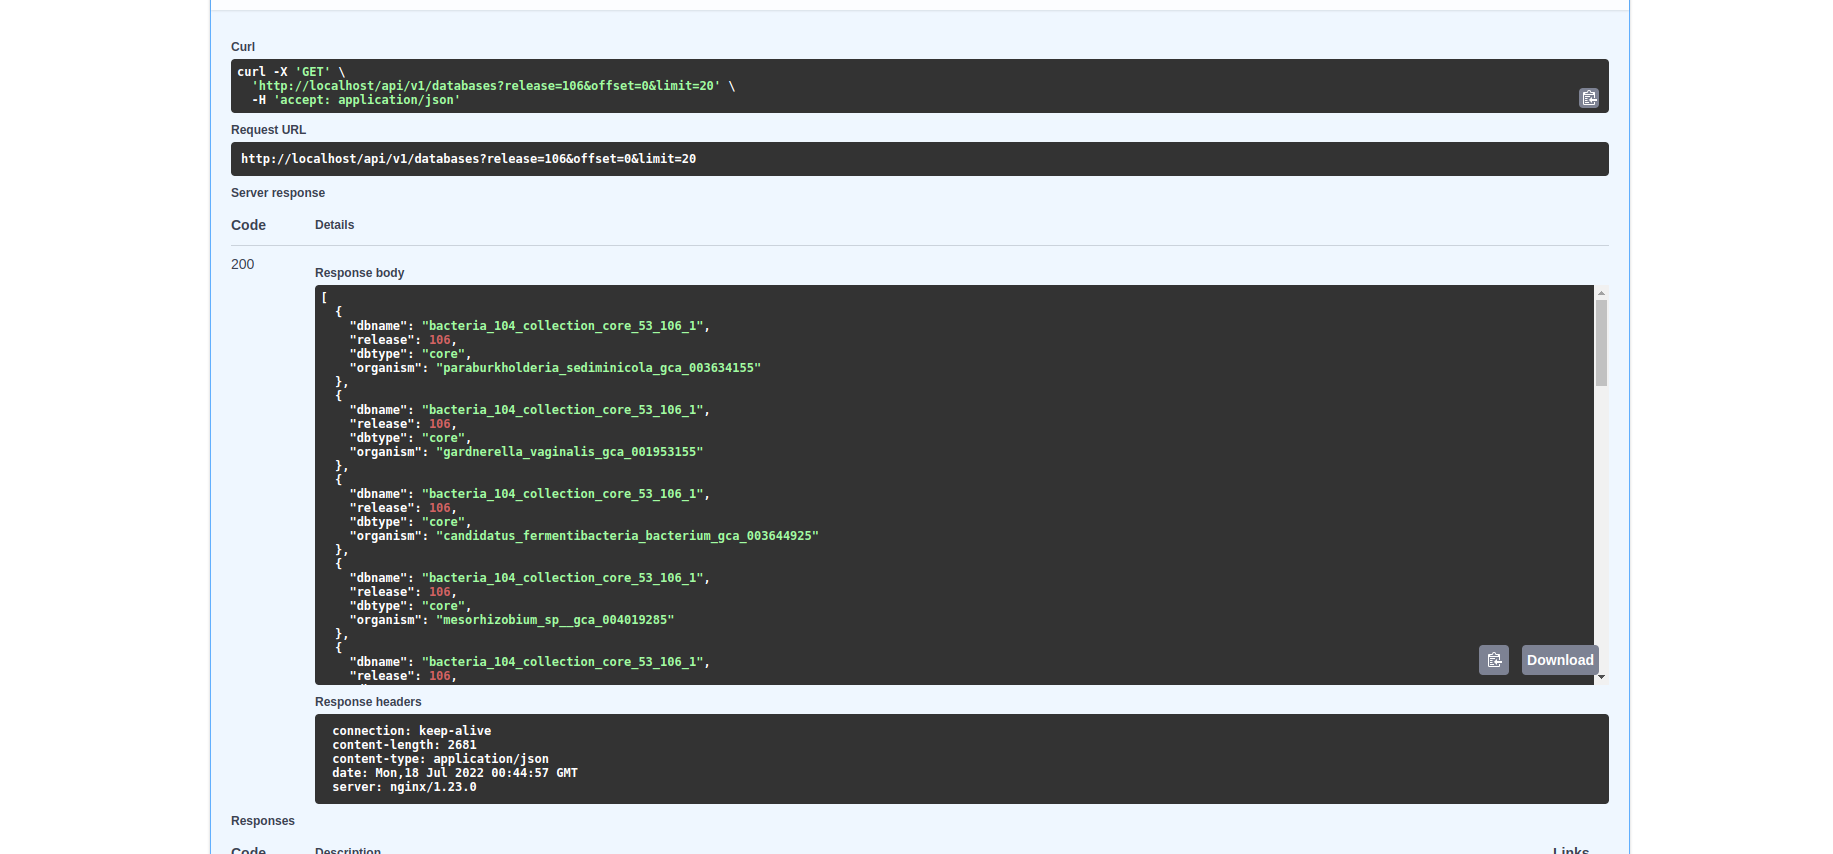 Curl
curl -X 'GET' \
  'http://localhost/api/v1/databases?release=106&offset=0&limit=20' \
  -H 'accept: application/json'
Request URL
http://localhost/api/v1/databases?release=106&offset=0&limit=20
Server response
Code Details
200
Response body
[
  {
    "dbname": "bacteria_104_collection_core_53_106_1",
    "release": 106,
    "dbtype": "core",
    "organism": "paraburkholderia_sediminicola_gca_003634155"
  },
  {
    "dbname": "bacteria_104_collection_core_53_106_1",
    "release": 106,
    "dbtype": "core",
    "organism": "gardnerella_vaginalis_gca_001953155"
  },
  {
    "dbname": "bacteria_104_collection_core_53_106_1",
    "release": 106,
    "dbtype": "core",
    "organism": "candidatus_fermentibacteria_bacterium_gca_003644925"
  },
  {
    "dbname": "bacteria_104_collection_core_53_106_1",
    "release": 106,
    "dbtype": "core",
    "organism": "mesorhizobium_sp__gca_004019285"
  },
  {
    "dbname": "bacteria_104_collection_core_53_106_1",
    "release": 106,
Download
Response headers
connection: keep-alive
content-length: 2681
content-type: application/json
date: Mon,18 Jul 2022 00:44:57 GMT
server: nginx/1.23.0
Responses
Code Description Links